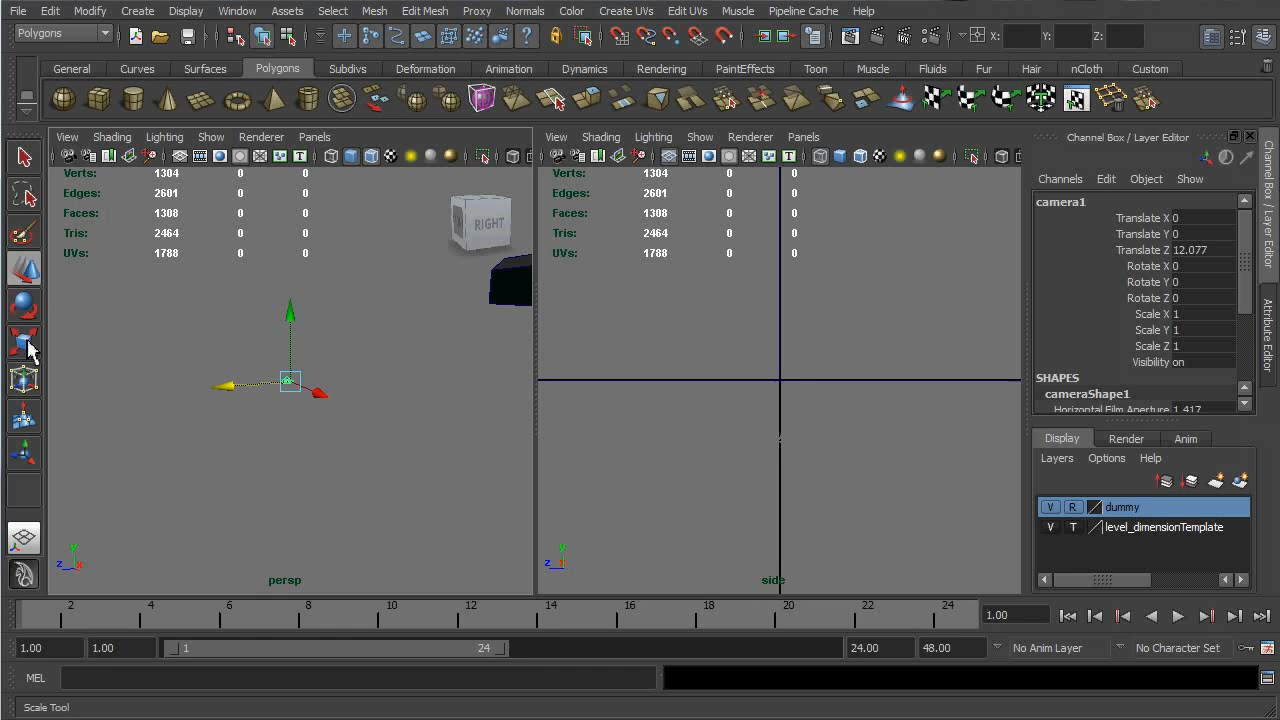 File Edit Modify Create Display Window Assets Select Mesh Edit Mesh Proxy Normals Color Create UVs Edit UVs Muscle Pipeline Cache Help
Polygons X: Y: Z:
General Curves Surfaces Polygons Subdivs Deformation Animation Dynamics Rendering PaintEffects Toon Muscle Fluids Fur Hair nCloth Custom
View Shading Lighting Show Renderer Panels
Verts: 1304 0 0
Edges: 2601 0 0
Faces: 1308 0 0
Tris: 2464 0 0
UVs: 1788 0 0
RIGHT
y
z x
persp
View Shading Lighting Show Renderer Panels
Verts: 1304 0 0
Edges: 2601 0 0
Faces: 1308 0 0
Tris: 2464 0 0
UVs: 1788 0 0
y
z x
side
Channel Box / Layer Editor
Channels Edit Object Show
camera1
Translate X 0
Translate Y 0
Translate Z 12.077
Rotate X 0
Rotate Y 0
Rotate Z 0
Scale X 1
Scale Y 1
Scale Z 1
Visibility on
SHAPES
cameraShape1
Horizontal Film Aperture 1.417
Display Render Anim
Layers Options Help
V R dummy
V T level_dimensionTemplate
Channel Box / Layer Editor
Attribute Editor
2 4 6 8 10 12 14 16 18 20 22 24 1.00
1.00 1.00 1 24 24.00 48.00 No Anim Layer No Character Set
MEL
Scale Tool